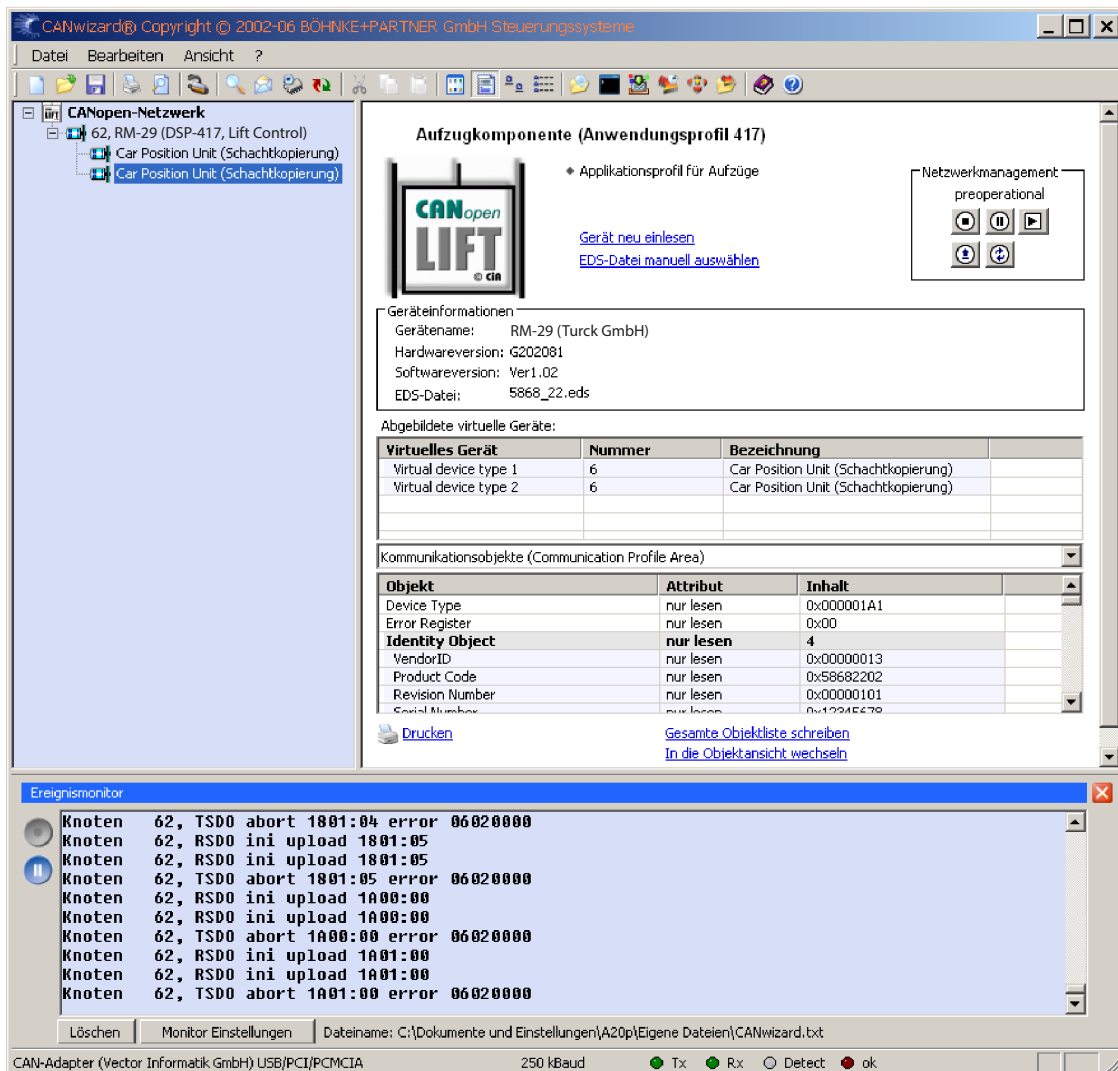 CANwizard® Copyright © 2002-06 BÖHNKE+PARTNER GmbH Steuerungssysteme
Datei Bearbeiten Ansicht ?
CANopen-Netzwerk
62, RM-29 (DSP-417, Lift Control)
Car Position Unit (Schachtkopierung)
Car Position Unit (Schachtkopierung)
Aufzugkomponente (Anwendungsprofil 417)
CANopen
LIFT
© CiA
Applikationsprofil für Aufzüge
Gerät neu einlesen
EDS-Datei manuell auswählen
Netzwerkmanagement
preoperational
Geräteinformationen
Gerätename: RM-29 (Turck GmbH)
Hardwareversion: G202081
Softwareversion: Ver1.02
EDS-Datei: 5868_22.eds
Abgebildete virtuelle Geräte:
Virtuelles Gerät Nummer Bezeichnung
Virtual device type 1 6 Car Position Unit (Schachtkopierung)
Virtual device type 2 6 Car Position Unit (Schachtkopierung)
Kommunikationsobjekte (Communication Profile Area)
Objekt Attribut Inhalt
Device Type nur lesen 0x000001A1
Error Register nur lesen 0x00
Identity Object nur lesen 4
VendorID nur lesen 0x00000013
Product Code nur lesen 0x58682202
Revision Number nur lesen 0x00000101
Serial Number nur lesen 0x12345678
Drucken
Gesamte Objektliste schreiben
In die Objektansicht wechseln
Ereignismonitor
Knoten 62, TSDO abort 1801:04 error 06020000
Knoten 62, RSDO ini upload 1801:05
Knoten 62, RSDO ini upload 1801:05
Knoten 62, TSDO abort 1801:05 error 06020000
Knoten 62, RSDO ini upload 1A00:00
Knoten 62, RSDO ini upload 1A00:00
Knoten 62, TSDO abort 1A00:00 error 06020000
Knoten 62, RSDO ini upload 1A01:00
Knoten 62, RSDO ini upload 1A01:00
Knoten 62, TSDO abort 1A01:00 error 06020000
Löschen Monitor Einstellungen Dateiname: C:\Dokumente und Einstellungen\A20p\Eigene Dateien\CANwizard.txt
CAN-Adapter (Vector Informatik GmbH) USB/PCI/PCMCIA 250 kBaud Tx Rx Detect ok